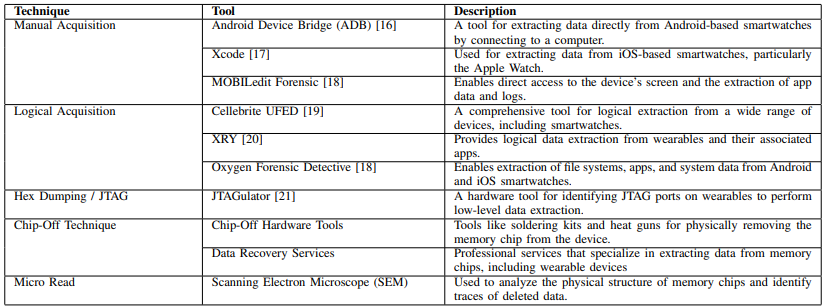 Technique Tool Description
Manual Acquisition Android Device Bridge (ADB) [16] A tool for extracting data directly from Android-based smartwatches
by connecting to a computer.
Xcode [17] Used for extracting data from iOS-based smartwatches, particularly
the Apple Watch.
MOBILedit Forensic [18] Enables direct access to the device's screen and the extraction of app
data and logs.
Logical Acquisition Cellebrite UFED [19] A comprehensive tool for logical extraction from a wide range of
devices, including smartwatches.
XRY [20] Provides logical data extraction from wearables and their associated
apps.
Oxygen Forensic Detective [18] Enables extraction of file systems, apps, and system data from Android
and iOS smartwatches.
Hex Dumping / JTAG JTAGulator [21] A hardware tool for identifying JTAG ports on wearables to perform
low-level data extraction.
Chip-Off Technique Chip-Off Hardware Tools Tools like soldering kits and heat guns for physically removing the
memory chip from the device.
Data Recovery Services Professional services that specialize in extracting data from memory
chips, including wearable devices
Micro Read Scanning Electron Microscope (SEM) Used to analyze the physical structure of memory chips and identify
traces of deleted data.